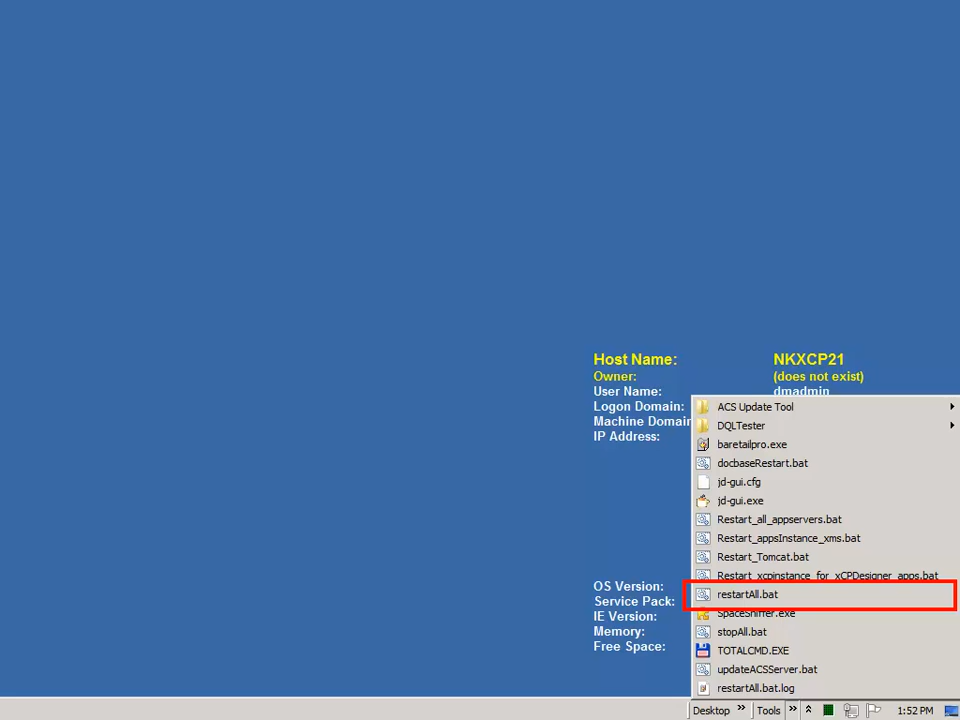 Host Name: NKXCP21
Owner: (does not exist)
User Name: dmadmin
Logon Domain:
Machine Domain
IP Address:
OS Version:
Service Pack:
IE Version:
Memory:
Free Space:
ACS Update Tool
DQLTester
baretailpro.exe
docbaseRestart.bat
jd-gui.cfg
jd-gui.exe
Restart_all_appservers.bat
Restart_appsInstance_xms.bat
Restart_Tomcat.bat
Restart_xcpinstance_for_xCPDesigner_apps.bat
restartAll.bat
SpaceSniffer.exe
stopAll.bat
TOTALCMD.EXE
updateACSServer.bat
restartAll.bat.log
Desktop » Tools » 1:52 PM